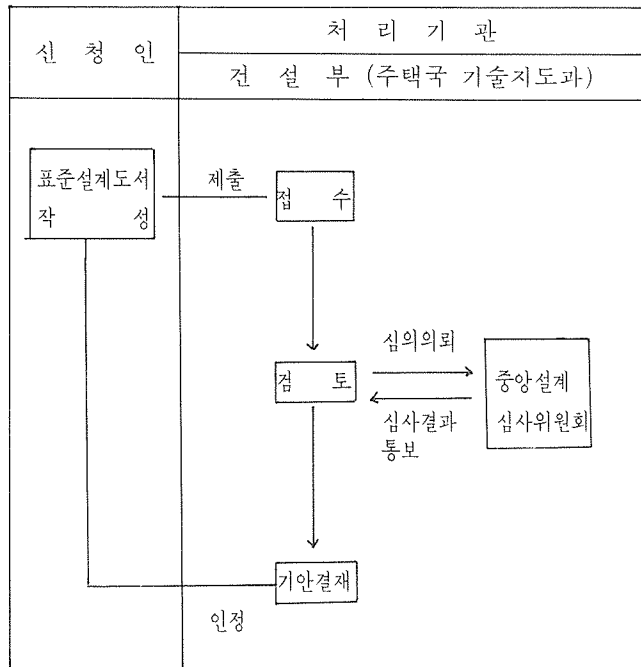 신 청 인
처 리 기 관
건 설 부 (주택국 기술지도과)
표준설계도서
작 성
제출
접 수
검 토
심의의뢰
심사결과
통보
중앙설계
심사위원회
기안결재
인정